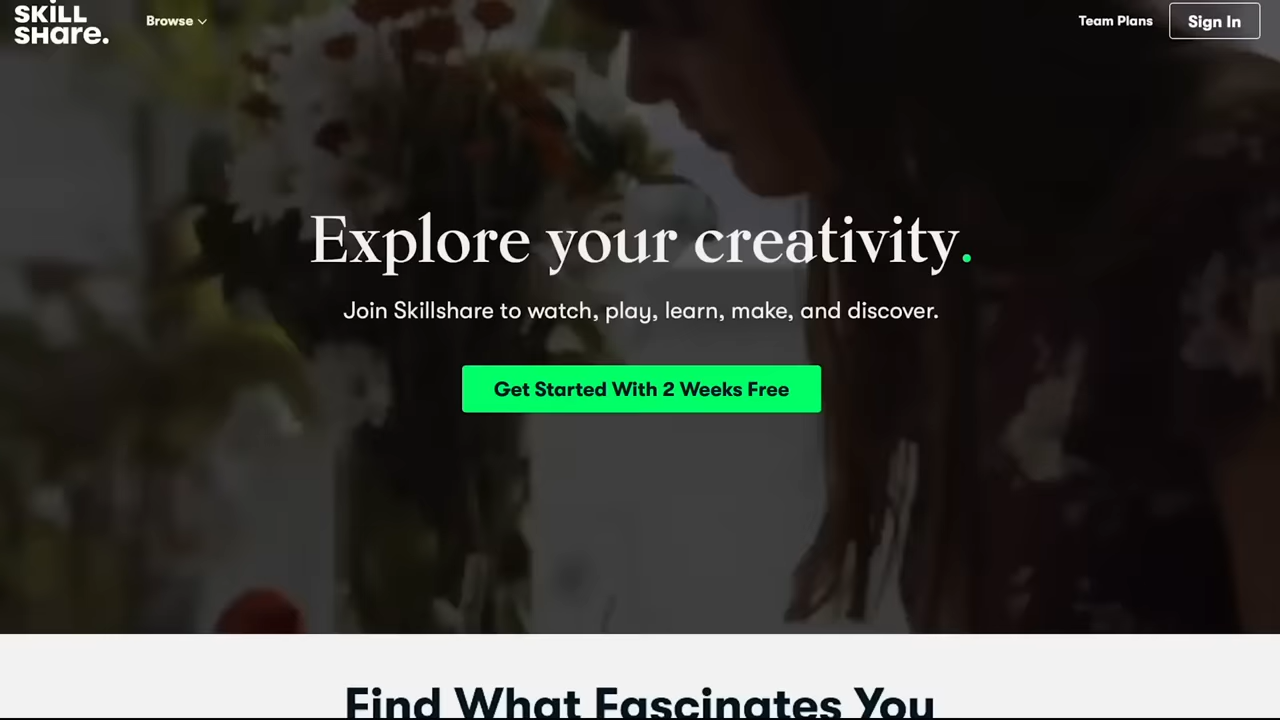 SKiLL
SHare.
Browse
Team Plans
Sign In
Explore your creativity.
Join Skillshare to watch, play, learn, make, and discover.
Get Started With 2 Weeks Free
Find What Fascinates You